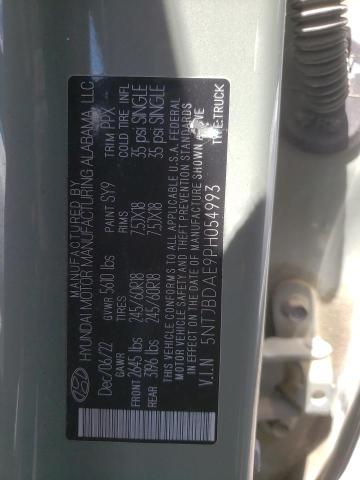 MANUFACTURED BY
HYUNDAI MOTOR MANUFACTURING ALABAMA, LLC
Dec/06/22 GVWR 5601 lbs PAINT SY9 TRIM PPX
GAWR TIRES RIMS COLD TIRE INFL
FRONT 2645 lbs 245/60R18 7.5JX18 35 psi SINGLE
REAR 3196 lbs 245/60R18 7.5JX18 35 psi SINGLE
THIS VEHICLE CONFORMS TO ALL APPLICABLE U.S.A. FEDERAL
MOTOR VEHICLE SAFETY AND THEFT PREVENTION STANDARDS IN
EFFECT ON THE DATE OF MANUFACTURE SHOWN ABOVE
V.I.N 5NTJBDAE9PH054993 TYPE:TRUCK